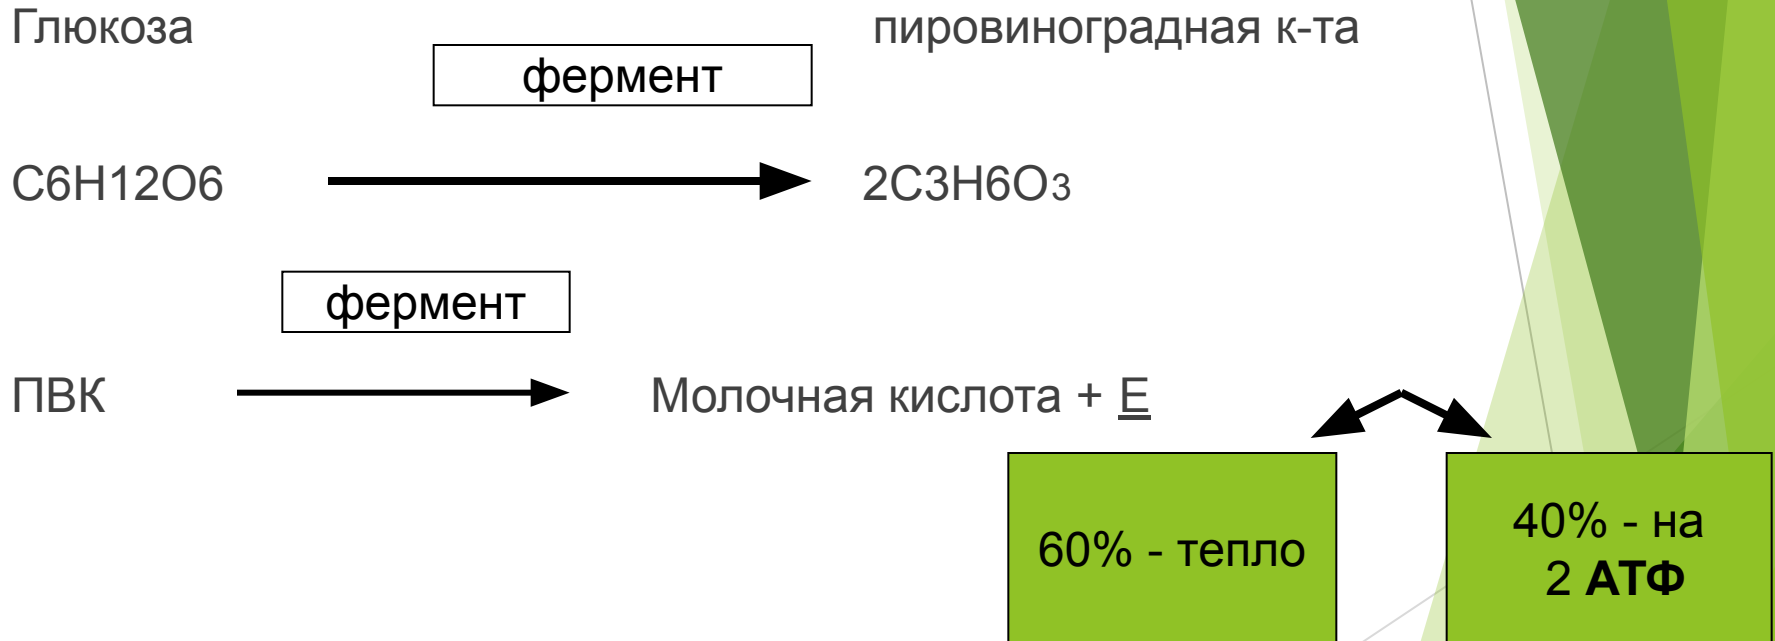 Глюкоза пировиноградная к-та
фермент
С6Н12О6 2С3Н6О3
фермент
ПВК Молочная кислота + Е
60% - тепло
40% - на
2 АТФ